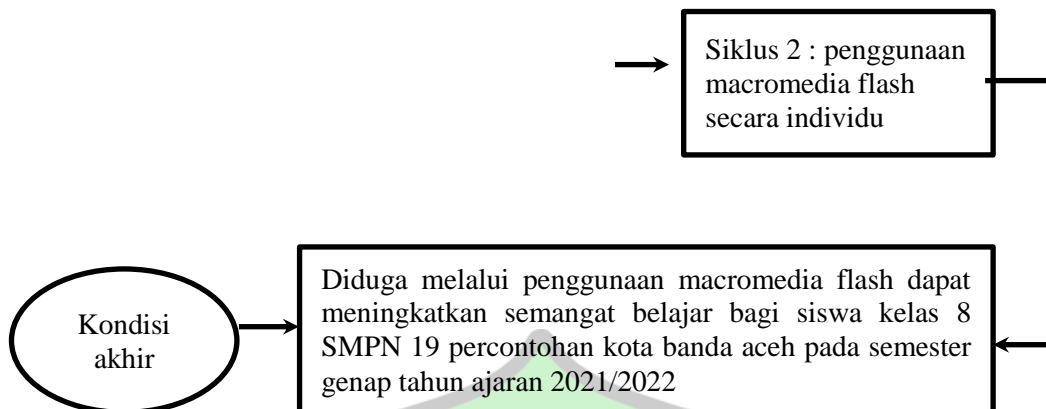 Siklus 2 : penggunaan
macromedia flash
secara individu
Kondisi
akhir
Diduga melalui penggunaan macromedia flash dapat
meningkatkan semangat belajar bagi siswa kelas 8
SMPN 19 percontohan kota banda aceh pada semester
genap tahun ajaran 2021/2022